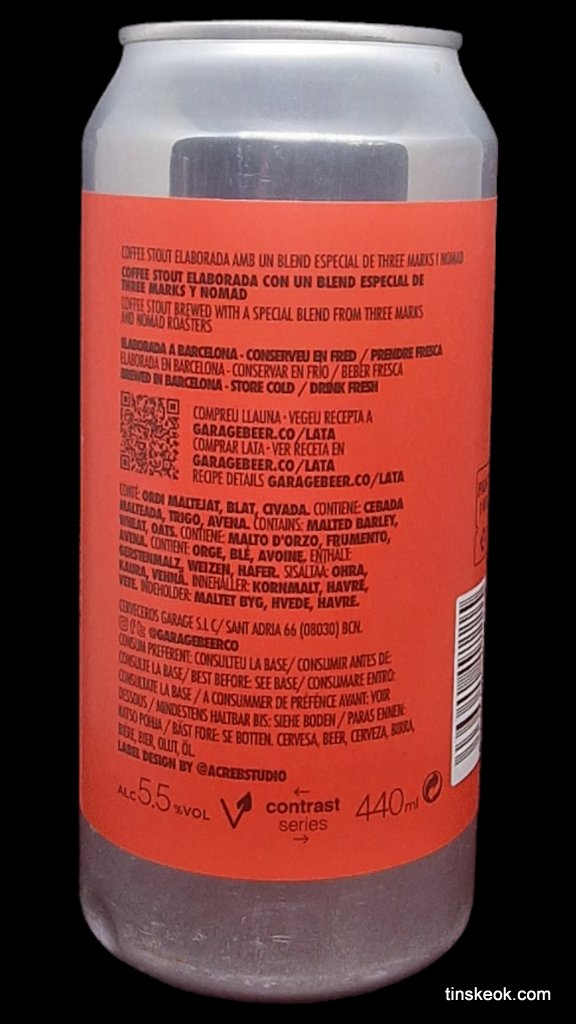 COFFEE STOUT ELABORADA AMB UN BLEND ESPECIAL DE THREE MARKS I NOMAD
COFFEE STOUT ELABORADA CON UN BLEND ESPECIAL DE
THREE MARKS Y NOMAD
COFFEE STOUT BREWED WITH A SPECIAL BLEND FROM THREE MARKS
AND NOMAD ROASTERS
ELABORADA A BARCELONA - CONSERVEU EN FRED / PRENDRE FRESCA
ELABORADA EN BARCELONA - CONSERVAR EN FRÍO / BEBER FRESCA
BREWED IN BARCELONA - STORE COLD / DRINK FRESH
COMPREU LLAUNA - VEGEU RECEPTA A
GARAGEBEER.CO/LATA
COMPRAR LATA - VER RECETA EN
GARAGEBEER.CO/LATA
RECIPE DETAILS GARAGEBEER.CO/LATA
CONTÉ: ORDI MALTEJAT, BLAT, CIVADA. CONTIENE: CEBADA
MALTEADA, TRIGO, AVENA. CONTAINS: MALTED BARLEY,
WHEAT, OATS. CONTIENE: MALTO D'ORZO, FRUMENTO,
AVENA. CONTIENT: ORGE, BLÉ, AVOINE. ENTHALT:
GERSTENMALZ, WEIZEN, HAFER. SISÄLTÄÄ: OHRA,
KAURA, VEHNÄ. INNEHÅLLER: KORNMALT, HAVRE,
VETE. INDEHOLDER: MALTET BYG, HVEDE, HAVRE.
CERVECEROS GARAGE S.L C/ SANT ADRIA 66 (08030) BCN.
@GARAGEBEERCO
CONSUM PREFERENT: CONSULTEU LA BASE/ CONSUMIR ANTES DE:
CONSULTE LA BASE/ BEST BEFORE: SEE BASE/ CONSUMARE ENTRO:
CONSULTATE LA BASE / A CONSOMMER DE PRÉFÉNCE AVANT: VOIR
DESSOUS / MINDESTENS HALTBAR BIS: SIEHE BODEN / PARAS ENNEN:
KATSO POHJA / BÄST FÖRE: SE BOTTEN. CERVESA, BEER, CERVEZA, BIRRA,
BIÈRE, BIER, OLUT, ÖL.
LABEL DESIGN BY @ACREBSTUDIO
ALC 5.5 %VOL
contrast
series
440ml
tinskeok.com